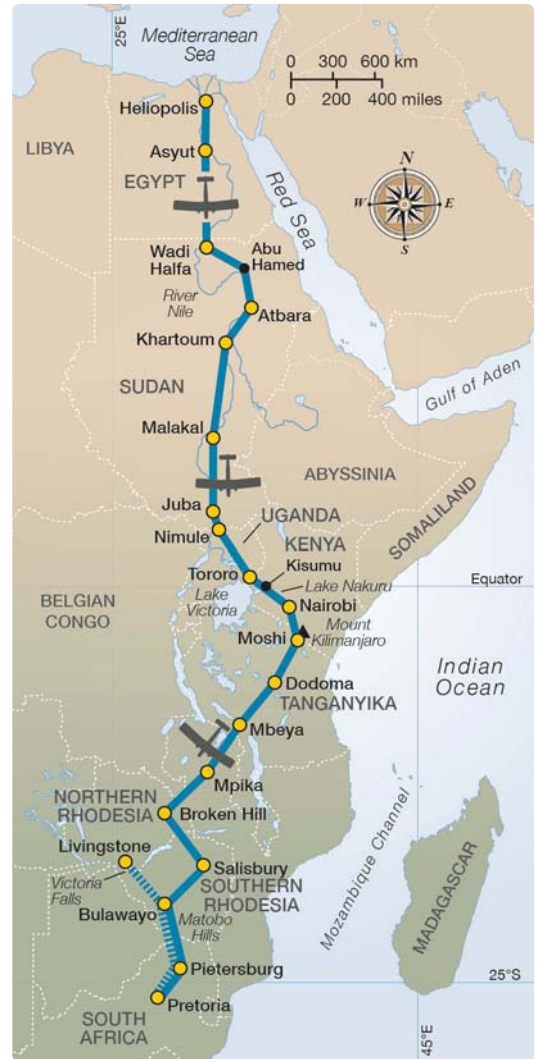 25°E
Mediterranean
Sea
0 300 600 km
0 200 400 miles
Heliopolis
LIBYA
Asyut
EGYPT
Red Sea
N
W
E
S
Wadi
Halfa
Abu
Hamed
River
Nile
Atbara
Khartoum
SUDAN
Gulf of Aden
Malakal
ABYSSINIA
SOMALILAND
Juba
UGANDA
Nimule
KENYA
Tororo
Kisumu
Lake Nakuru
Equator
Lake
Victoria
BELGIAN
CONGO
Nairobi
Mount
Kilimanjaro
Moshi
Indian
Ocean
Dodoma
TANGANYIKA
Mbeya
Mpika
NORTHERN
RHODESIA
Broken Hill
Mozambique Channel
MADAGASCAR
Livingstone
Salisbury
Victoria
Falls
SOUTHERN
RHODESIA
Bulawayo
Matobo
Hills
Pietersburg
25°S
Pretoria
SOUTH
AFRICA
45°E